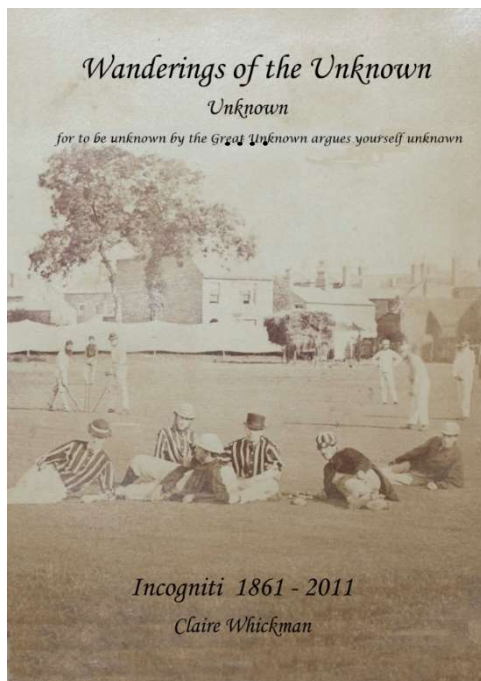 Wanderings of the Unknown
Unknown
for to be unknown by the Great Unknown argues yourself unknown
....
Incogniti 1861 - 2011
Claire Whickman